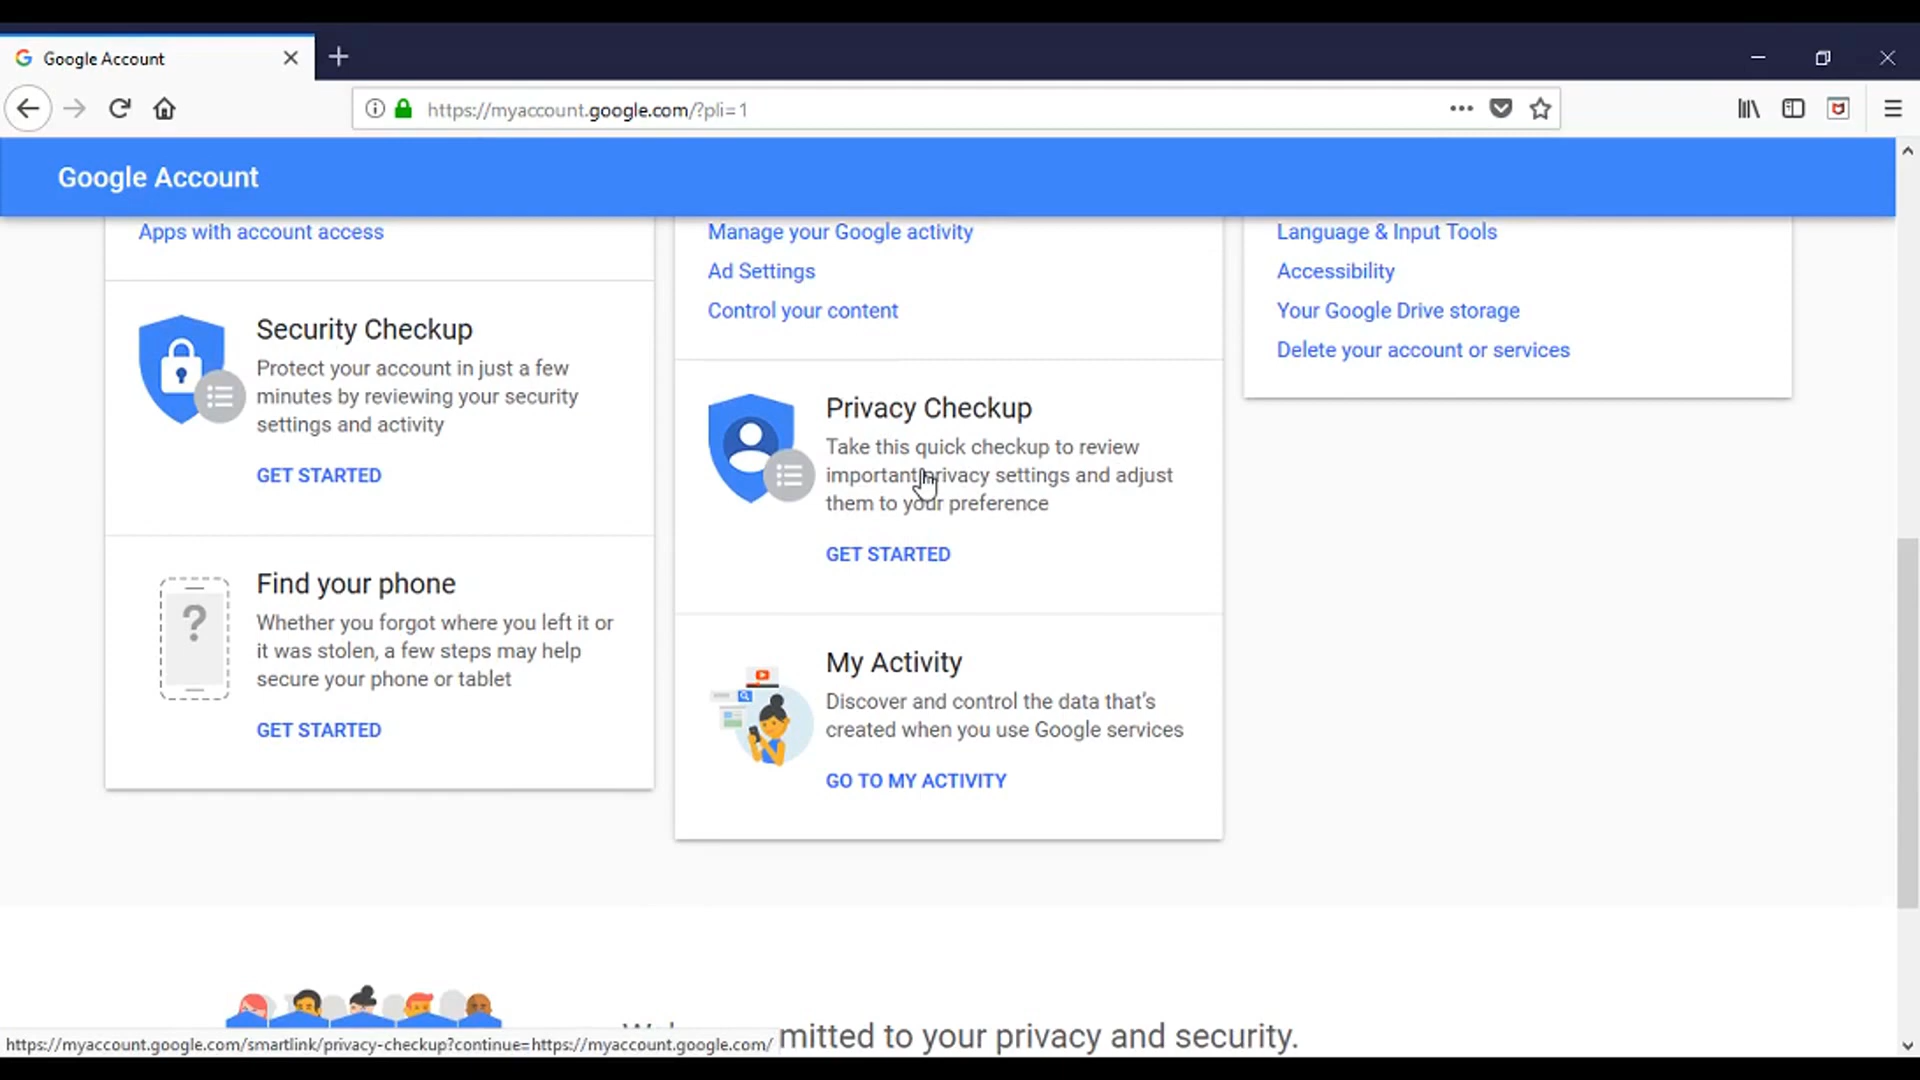 Google Account
https://myaccount.google.com/?pli=1
Google Account
Apps with account access
Security Checkup
Protect your account in just a few
minutes by reviewing your security
settings and activity
GET STARTED
Find your phone
?
Whether you forgot where you left it or
it was stolen, a few steps may help
secure your phone or tablet
GET STARTED
Manage your Google activity
Ad Settings
Control your content
Privacy Checkup
Take this quick checkup to review
important privacy settings and adjust
them to your preference
GET STARTED
My Activity
Discover and control the data that's
created when you use Google services
GO TO MY ACTIVITY
Language & Input Tools
Accessibility
Your Google Drive storage
Delete your account or services
to your privacy and security.
https://myaccount.google.com/smartlink/privacy-checkup?continue=https://myaccount.google.com/